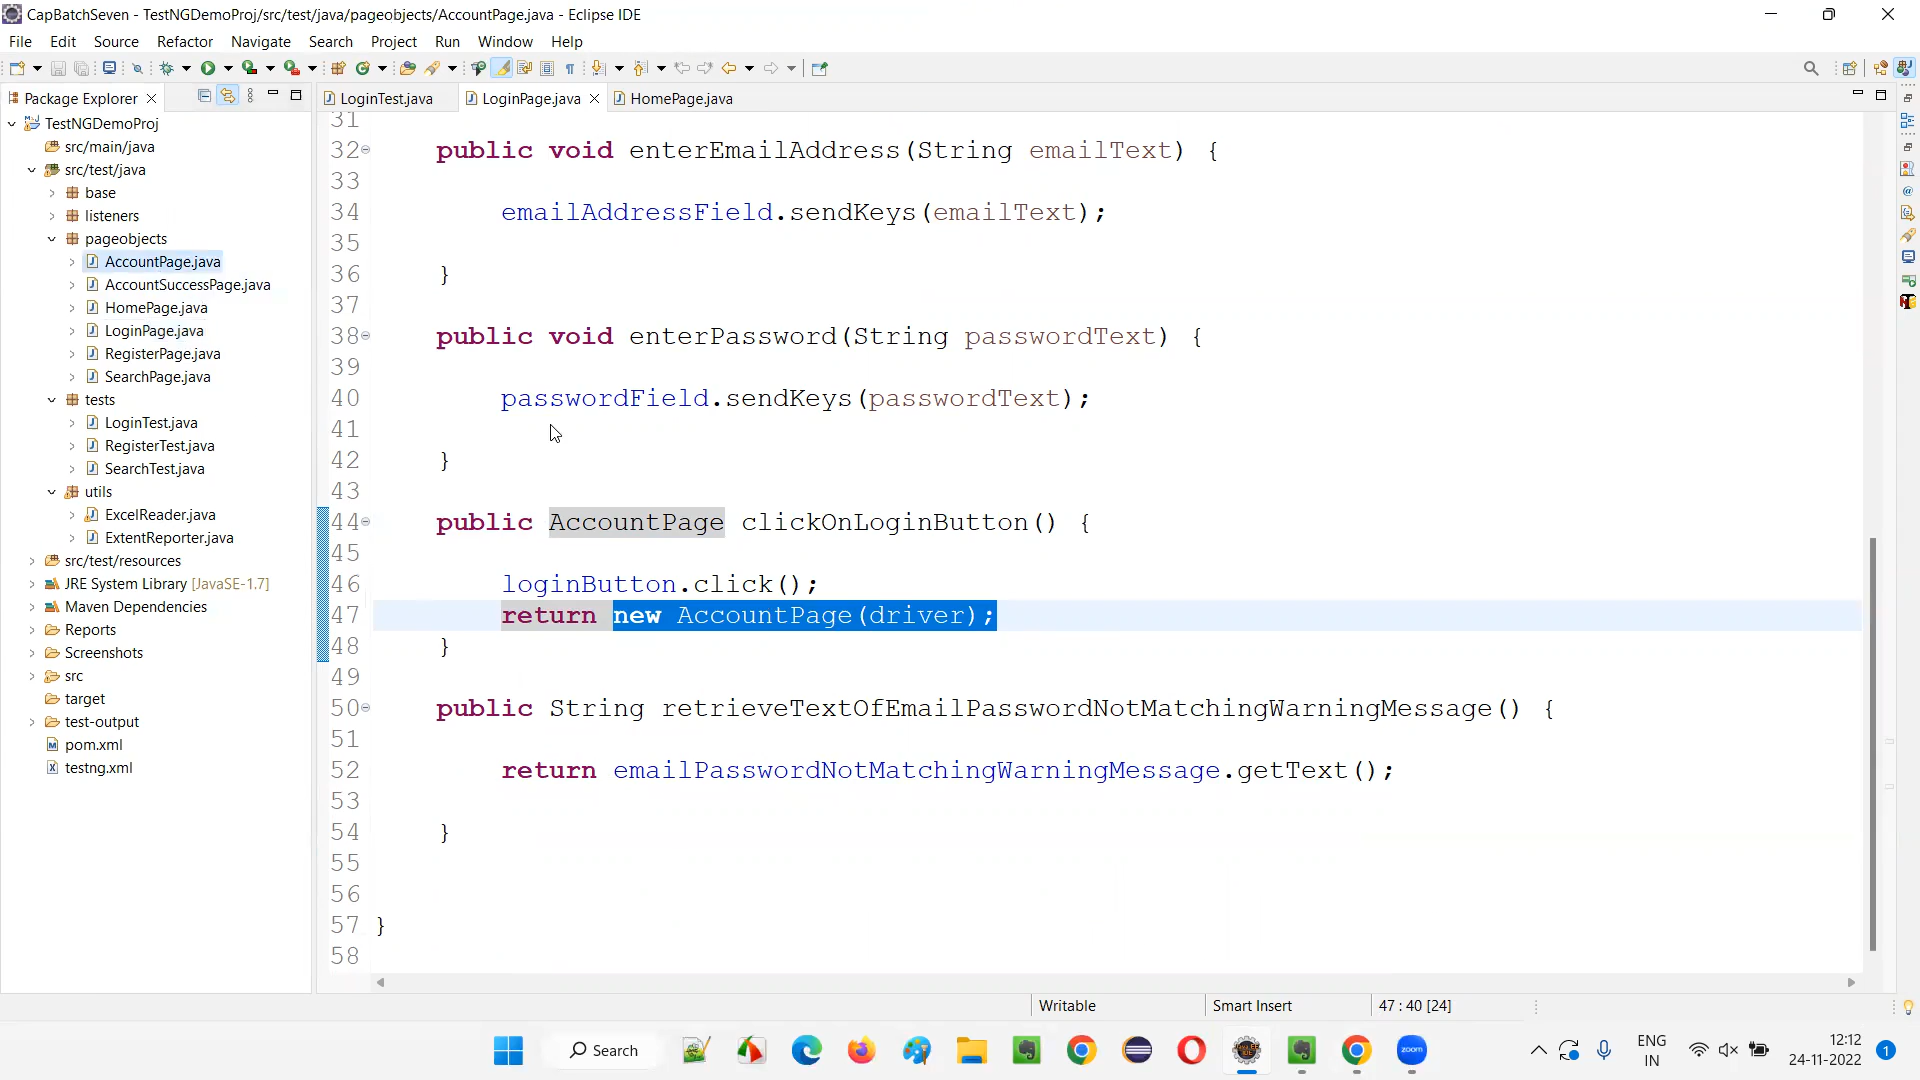 CapBatchSeven - TestNGDemoProj/src/test/java/pageobjects/AccountPage.java - Eclipse IDE
File Edit Source Refactor Navigate Search Project Run Window Help
Package Explorer
LoginTest.java LoginPage.java HomePage.java
TestNGDemoProj
src/main/java
src/test/java
base
listeners
pageobjects
AccountPage.java
AccountSuccessPage.java
HomePage.java
LoginPage.java
RegisterPage.java
SearchPage.java
tests
LoginTest.java
RegisterTest.java
SearchTest.java
utils
ExcelReader.java
ExtentReporter.java
src/test/resources
JRE System Library [JavaSE-1.7]
Maven Dependencies
Reports
Screenshots
src
target
test-output
pom.xml
testng.xml
31
32 public void enterEmailAddress(String emailText) {
33
34 emailAddressField.sendKeys(emailText);
35
36 }
37
38 public void enterPassword(String passwordText) {
39
40 passwordField.sendKeys(passwordText);
41
42 }
43
44 public AccountPage clickOnLoginButton() {
45
46 loginButton.click();
47 return new AccountPage(driver);
48 }
49
50 public String retrieveTextOfEmailPasswordNotMatchingWarningMessage() {
51
52 return emailPasswordNotMatchingWarningMessage.getText();
53
54 }
55
56
57 }
58
Writable Smart Insert 47 : 40 [24]
Search
zoom
ENG
IN
12:12
24-11-2022
1